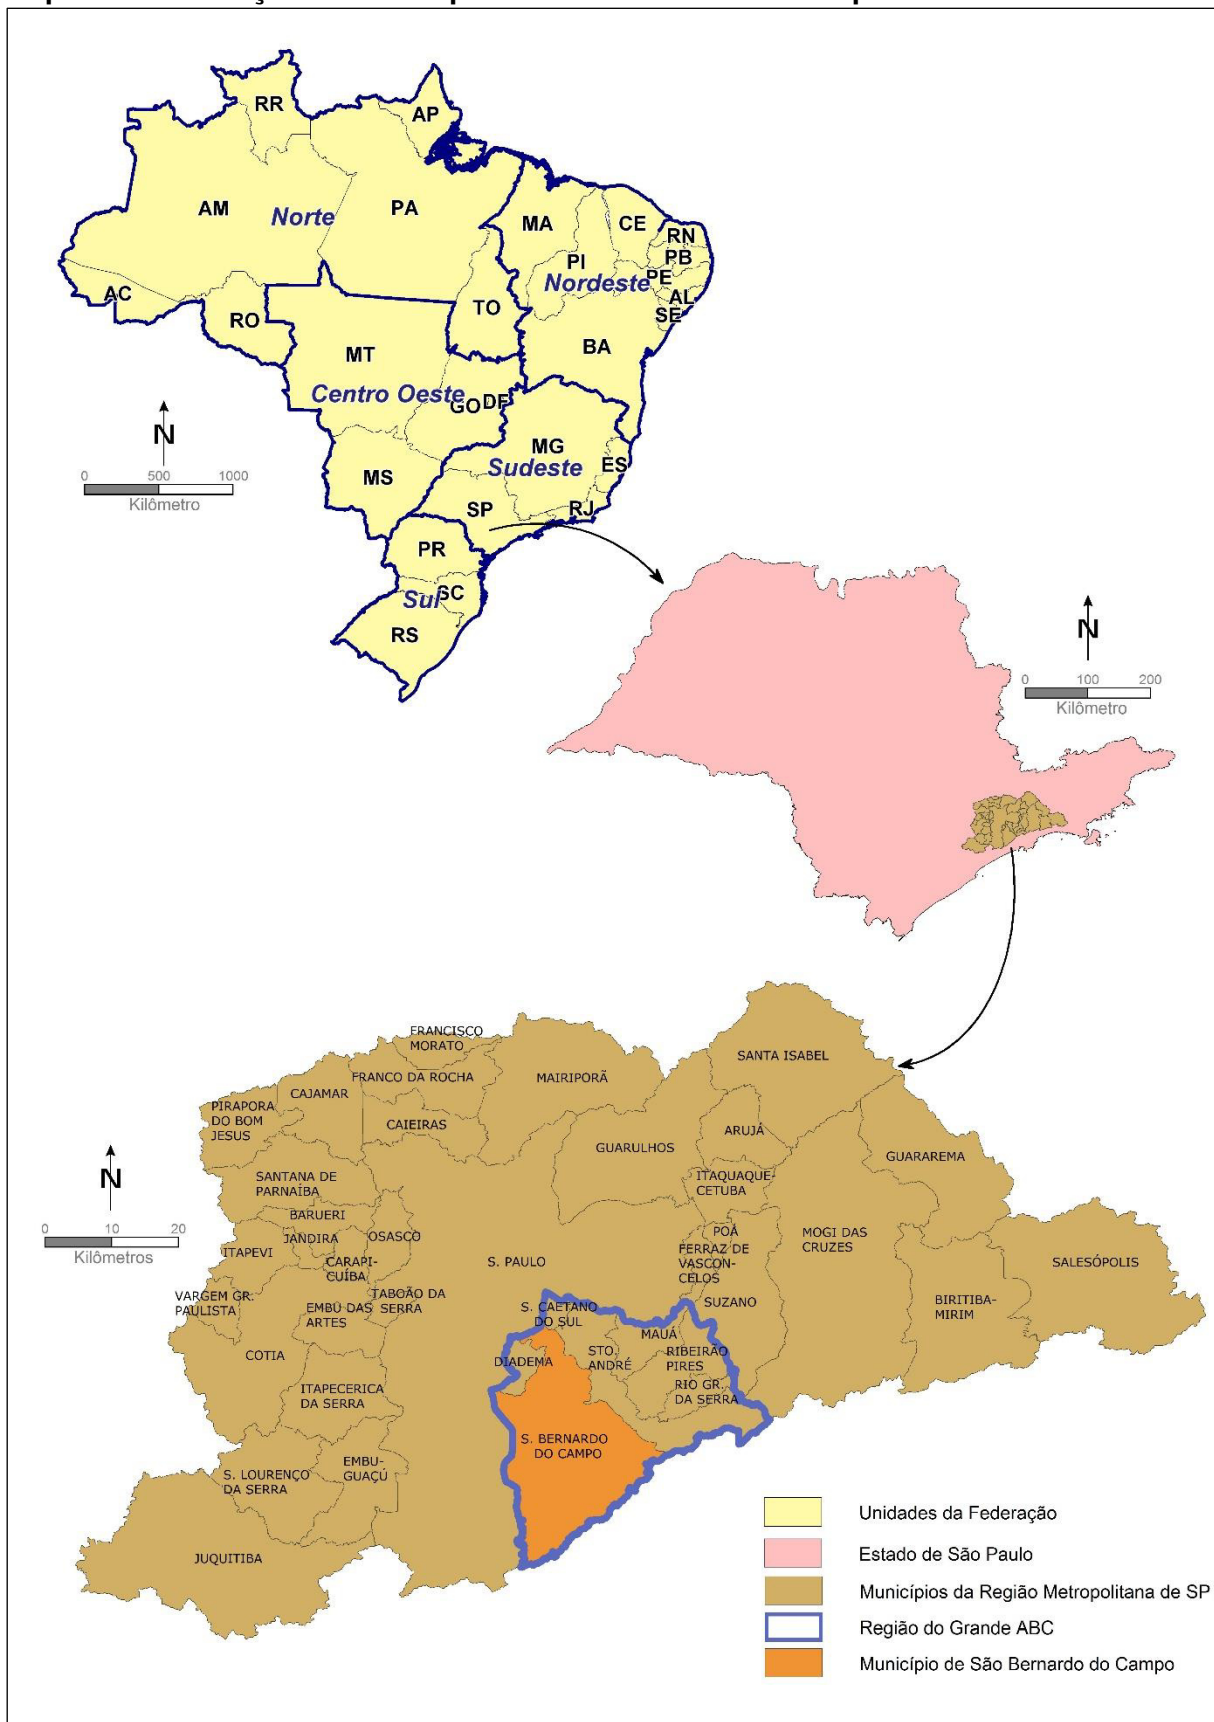 RR
AP
AM
Norte
PA
MA
CE
RN
PB
PI
PE
Nordeste
AL
SE
AC
RO
TO
MT
BA
Centro Oeste
GO
DF
MG
ES
Sudeste
MS
SP
RJ
PR
SC
Sul
RS
N
0 500 1000
Kilômetro
N
0 100 200
Kilômetro
N
0 10 20
Kilômetros
FRANCISCO
MORATO
FRANCO DA ROCHA
MAIRIPORÃ
SANTA ISABEL
CAJAMAR
PIRAPORA
DO BOM
JESUS
CAIEIRAS
GUARULHOS
ARUJÁ
GUARAREMA
SANTANA DE
PARNAÍBA
ITAQUAQUE-
CETUBA
BARUERI
JANDIRA
OSASCO
ITAPEVI
CARAPI-
CUÍBA
S. PAULO
POÁ
FERRAZ DE
VASCON-
CELOS
MOGI DAS
CRUZES
SALESÓPOLIS
VARGEM GR.
PAULISTA
EMBÚ DAS
ARTES
TABOÃO DA
SERRA
SUZANO
BIRITIBA-
MIRIM
S. CAETANO
DO SUL
MAUÁ
COTIA
DIADEMA
STO.
ANDRÉ
RIBEIRÃO
PIRES
RIO GR.
DA SERRA
ITAPECERICA
DA SERRA
S. BERNARDO
DO CAMPO
S. LOURENÇO
DA SERRA
EMBU-
GUAÇÚ
JUQUITIBA
Unidades da Federação
Estado de São Paulo
Municípios da Região Metropolitana de SP
Região do Grande ABC
Município de São Bernardo do Campo